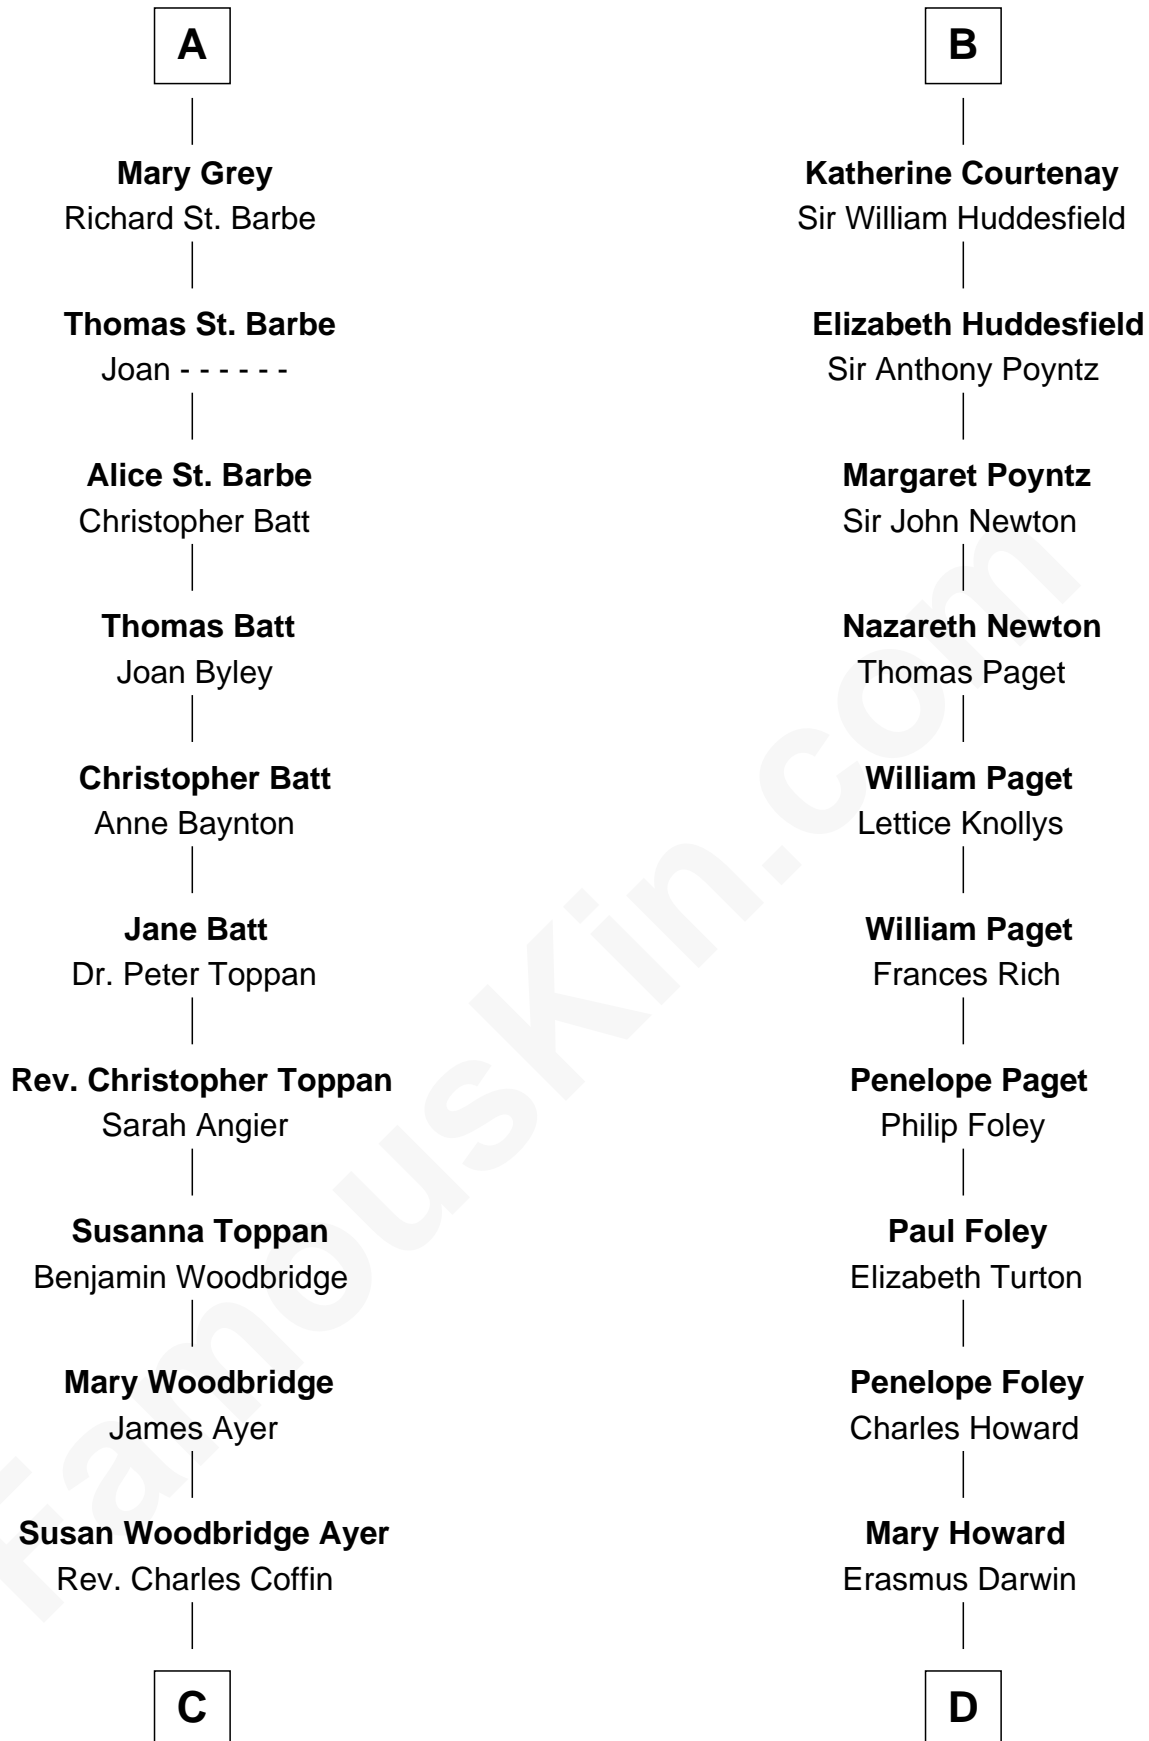 A
Mary Grey
Richard St. Barbe
Thomas St. Barbe
Joan - - - - - -
Alice St. Barbe
Christopher Batt
Thomas Batt
Joan Byley
Christopher Batt
Anne Baynton
Jane Batt
Dr. Peter Toppan
Rev. Christopher Toppan
Sarah Angier
Susanna Toppan
Benjamin Woodbridge
Mary Woodbridge
James Ayer
Susan Woodbridge Ayer
Rev. Charles Coffin
C
B
Katherine Courtenay
Sir William Huddesfield
Elizabeth Huddesfield
Sir Anthony Poyntz
Margaret Poyntz
Sir John Newton
Nazareth Newton
Thomas Paget
William Paget
Lettice Knollys
William Paget
Frances Rich
Penelope Paget
Philip Foley
Paul Foley
Elizabeth Turton
Penelope Foley
Charles Howard
Mary Howard
Erasmus Darwin
D
FamousKin.com